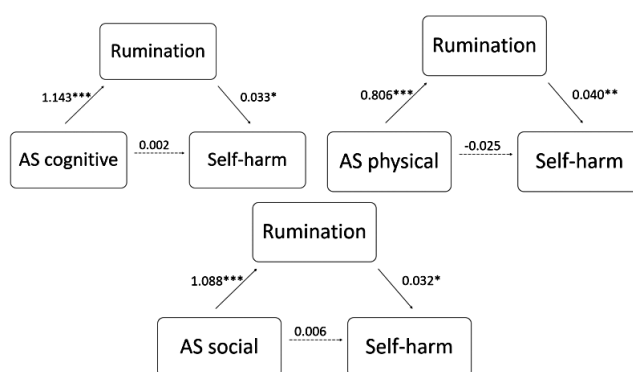 Rumination
1.143***
0.033*
AS cognitive
0.002
Self-harm
Rumination
0.806***
0.040**
AS physical
-0.025
Self-harm
Rumination
1.088***
0.032*
AS social
0.006
Self-harm